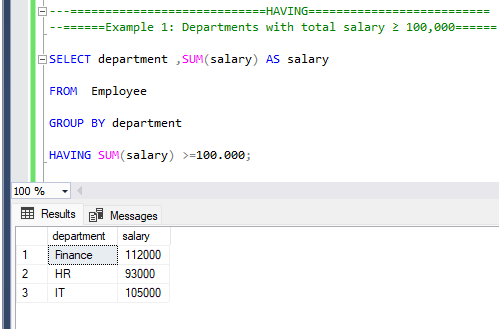 ---============================HAVING==========================
--======Example 1: Departments with total salary ≥ 100,000======
SELECT department ,SUM(salary) AS salary
FROM  Employee
GROUP BY department
HAVING SUM(salary) >=100.000;
100 %
Results Messages
department salary
1 Finance 112000
2 HR 93000
3 IT 105000